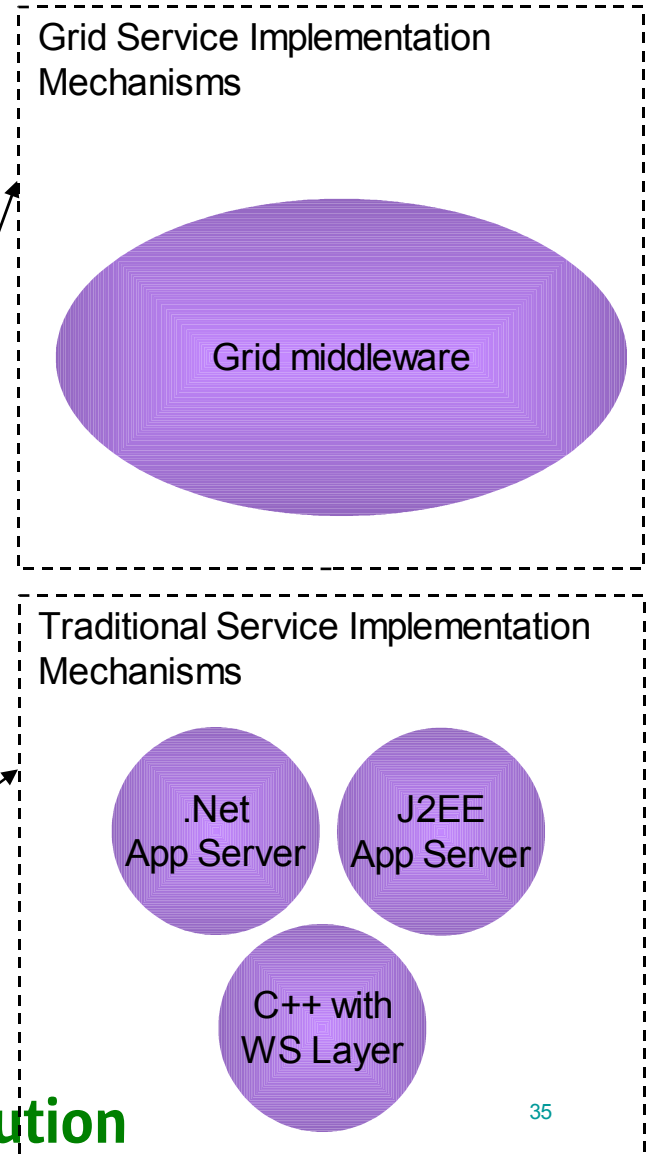 Grid Service Implementation
Mechanisms
Grid middleware
Traditional Service Implementation
Mechanisms
.Net
App Server
J2EE
App Server
C++ with
WS Layer
ution
35